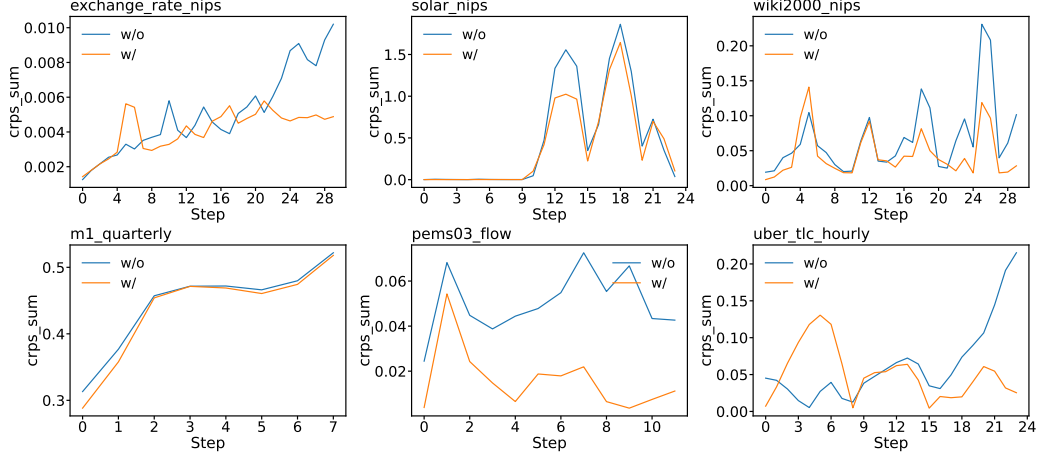 exchange_rate_nips
solar_nips
wiki2000_nips
crps_sum
0.010
0.008
0.006
0.004
0.002
w/o
w/
0 4 8 12 16 20 24 28
Step
crps_sum
1.5
1.0
0.5
0.0
w/o
w/
0 3 6 9 12 15 18 21 24
Step
crps_sum
0.20
0.15
0.10
0.05
0.00
w/o
w/
0 4 8 12 16 20 24 28
Step
m1_quarterly
pems03_flow
uber_tlc_hourly
crps_sum
0.5
0.4
0.3
w/o
w/
0 1 2 3 4 5 6 7
Step
crps_sum
0.06
0.04
0.02
w/o
w/
0 2 4 6 8 10
Step
crps_sum
0.20
0.15
0.10
0.05
0.00
w/o
w/
0 3 6 9 12 15 18 21 24
Step